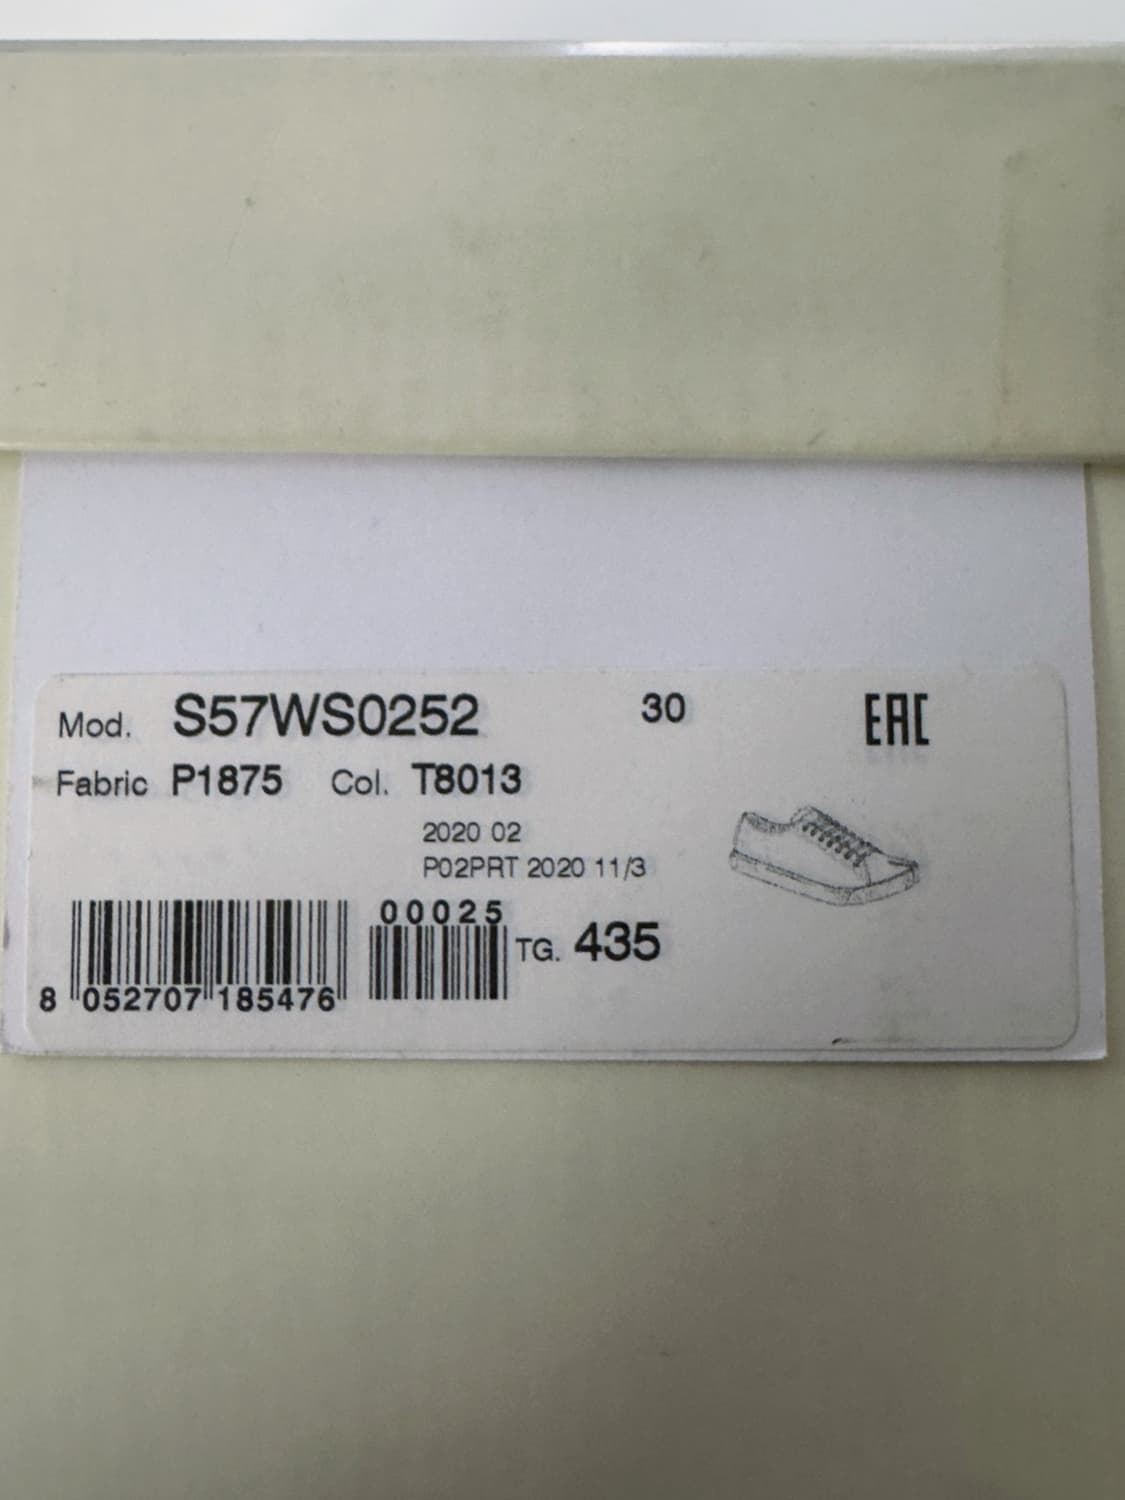 Mod. S57WS0252 30 EAC
Fabric P1875 Col. T8013
2020 02
P02PRT 2020 11/3
00025
TG. 435
8 052707 185476